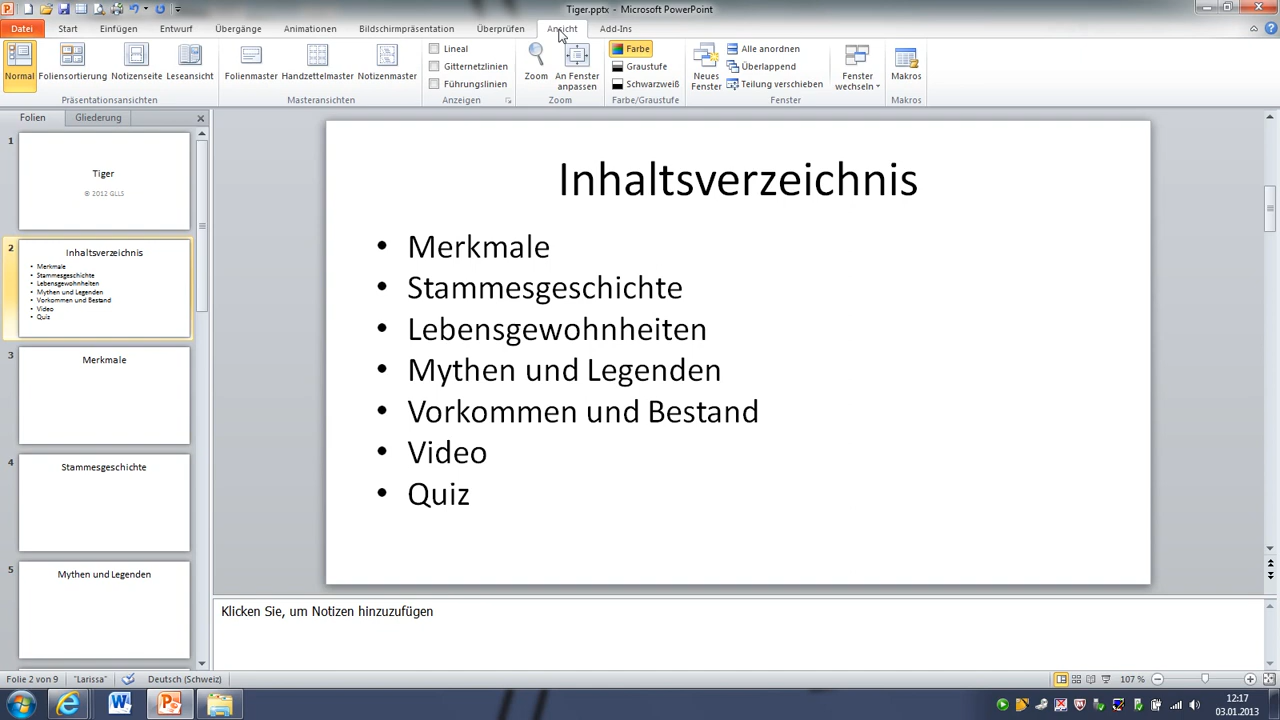 Tiger.pptx - Microsoft PowerPoint
Datei Start Einfügen Entwurf Übergänge Animationen Bildschirmpräsentation Überprüfen Ansicht Add-Ins
Normal Foliensortierung Notizenseite Leseansicht
Präsentationsansichten
Folienmaster Handzettelmaster Notizenmaster
Masteransichten
Lineal
Gitternetzlinien
Führungslinien
Anzeigen
Zoom An Fenster anpassen
Zoom
Farbe
Graustufe
Schwarzweiß
Farbe/Graustufe
Neues Fenster
Alle anordnen
Überlappend
Teilung verschieben
Fenster wechseln
Fenster
Makros
Makros
Folien Gliederung
1
Tiger
© 2012 GLLS
2
Inhaltsverzeichnis
• Merkmale
• Stammesgeschichte
• Lebensgewohnheiten
• Mythen und Legenden
• Vorkommen und Bestand
• Video
• Quiz
3
Merkmale
4
Stammesgeschichte
5
Mythen und Legenden
Inhaltsverzeichnis
• Merkmale
• Stammesgeschichte
• Lebensgewohnheiten
• Mythen und Legenden
• Vorkommen und Bestand
• Video
• Quiz
Klicken Sie, um Notizen hinzuzufügen
Folie 2 von 9 "Larissa" Deutsch (Schweiz) 107 %
12:17
03.01.2013